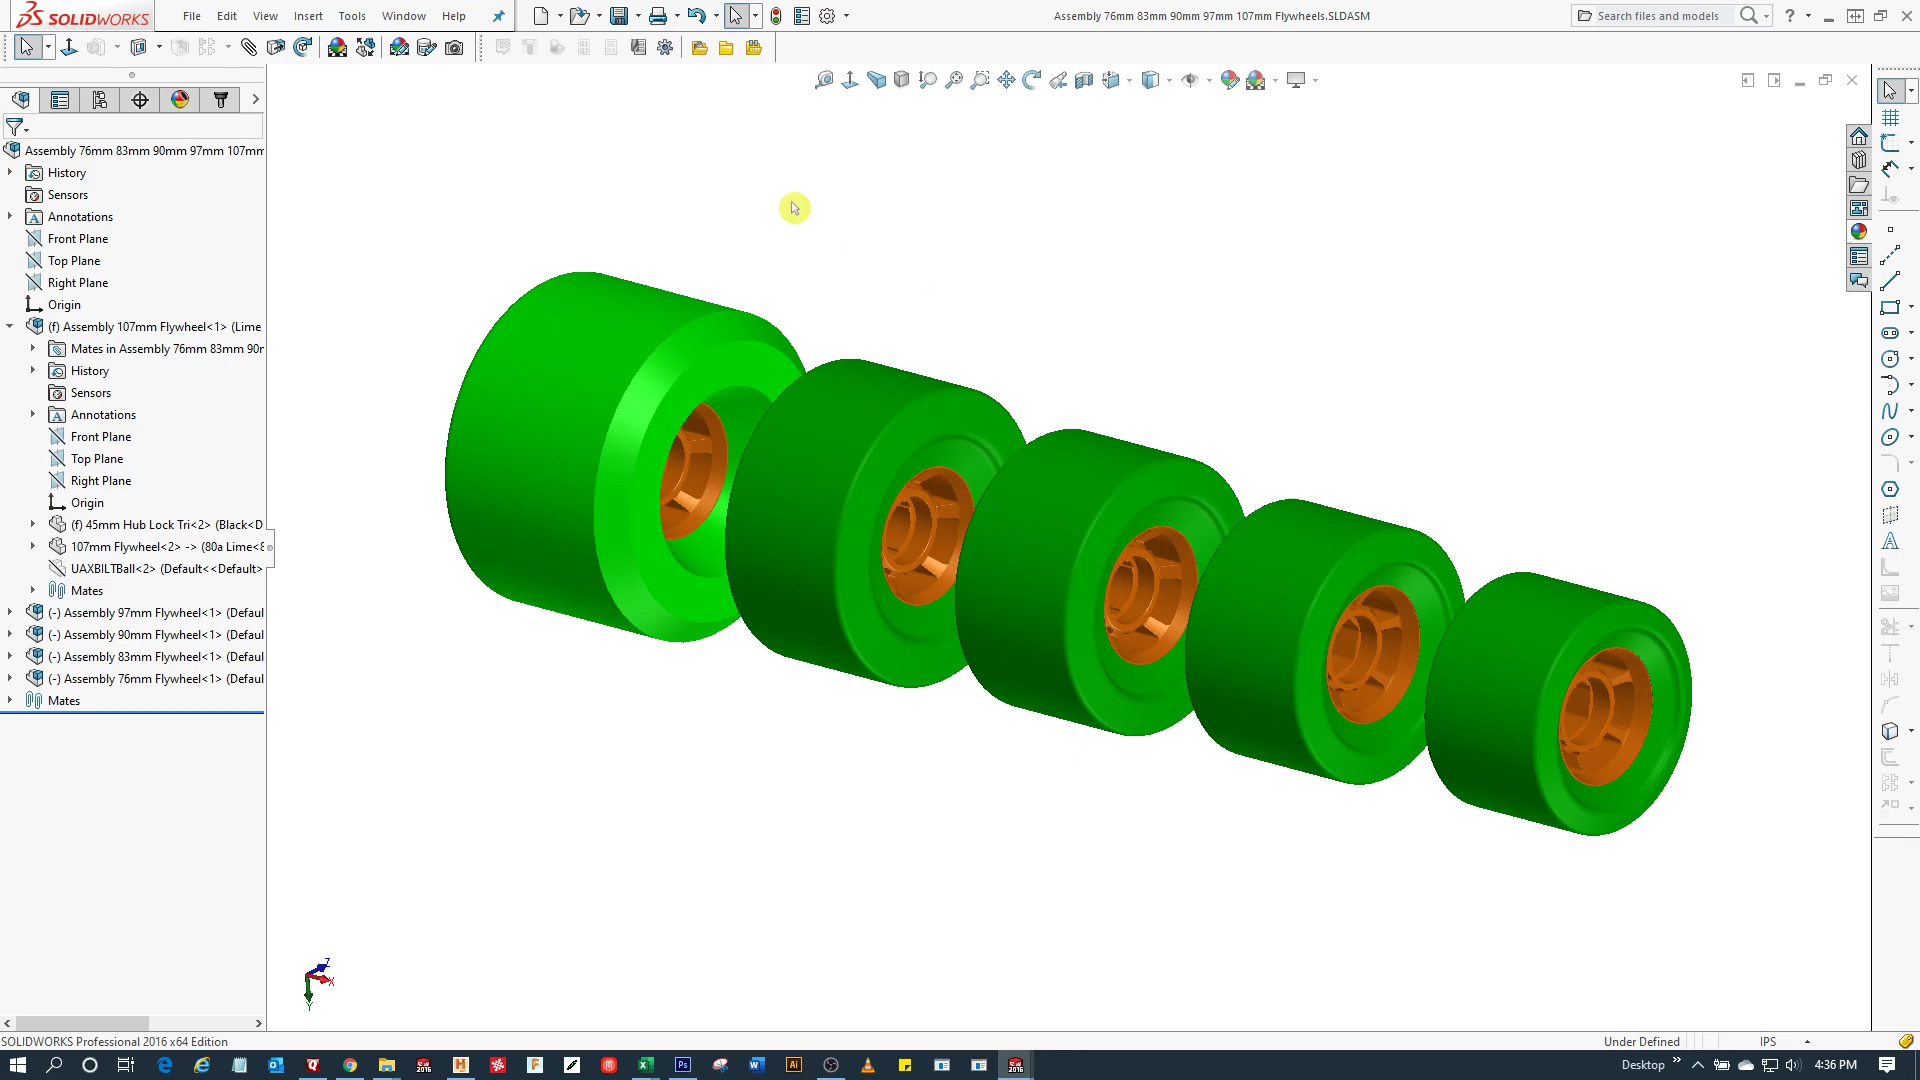 SOLIDWORKS
File Edit View Insert Tools Window Help
Assembly 76mm 83mm 90mm 97mm 107mm Flywheels.SLDASM
Search files and models
Assembly 76mm 83mm 90mm 97mm 107mm
History
Sensors
Annotations
Front Plane
Top Plane
Right Plane
Origin
(f) Assembly 107mm Flywheel<1> (Lime
Mates in Assembly 76mm 83mm 90m
History
Sensors
Annotations
Front Plane
Top Plane
Right Plane
Origin
(f) 45mm Hub Lock Tri<2> (Black<D
107mm Flywheel<2> -> (80a Lime<8
UAXBILTBall<2> (Default<<Default>
Mates
(-) Assembly 97mm Flywheel<1> (Defaul
(-) Assembly 90mm Flywheel<1> (Defaul
(-) Assembly 83mm Flywheel<1> (Defaul
(-) Assembly 76mm Flywheel<1> (Defaul
Mates
Z
X
Y
SOLIDWORKS Professional 2016 x64 Edition
Under Defined
IPS
Desktop
4:36 PM